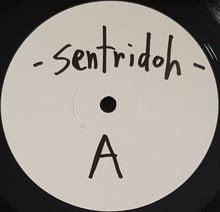 - sentridoh -
A